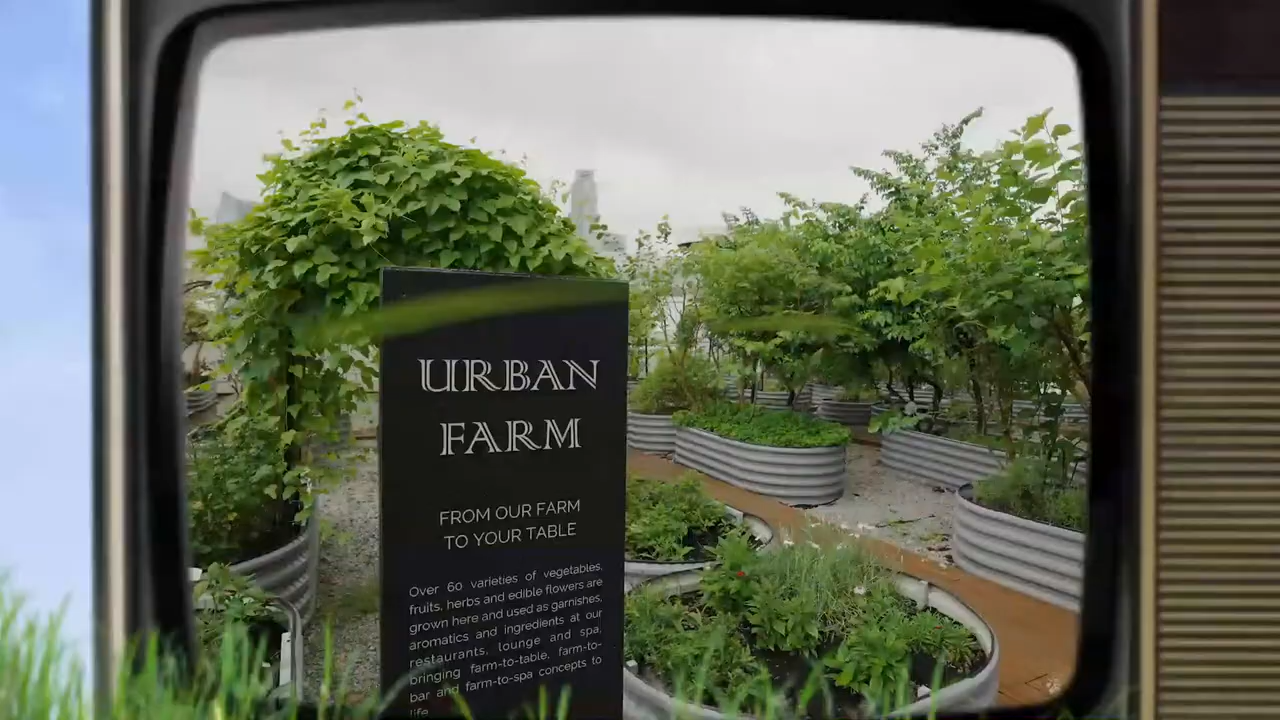 URBAN
FARM
FROM OUR FARM
TO YOUR TABLE
Over 60 varieties of vegetables,
fruits, herbs and edible flowers are
grown here and used as garnishes,
aromatics and ingredients at our
restaurants, lounge and spa,
bringing farm-to-table, farm-to-
bar and farm-to-spa concepts to
life.